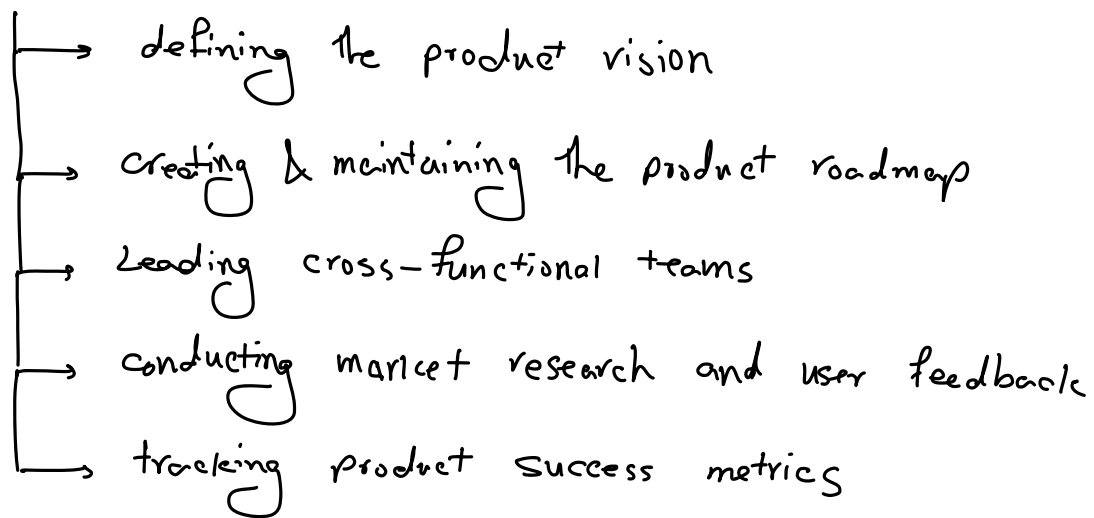 defining the product vision
creating & maintaining the product roadmap
Leading cross-functional teams
conducting market research and user feedback
tracking product success metrics